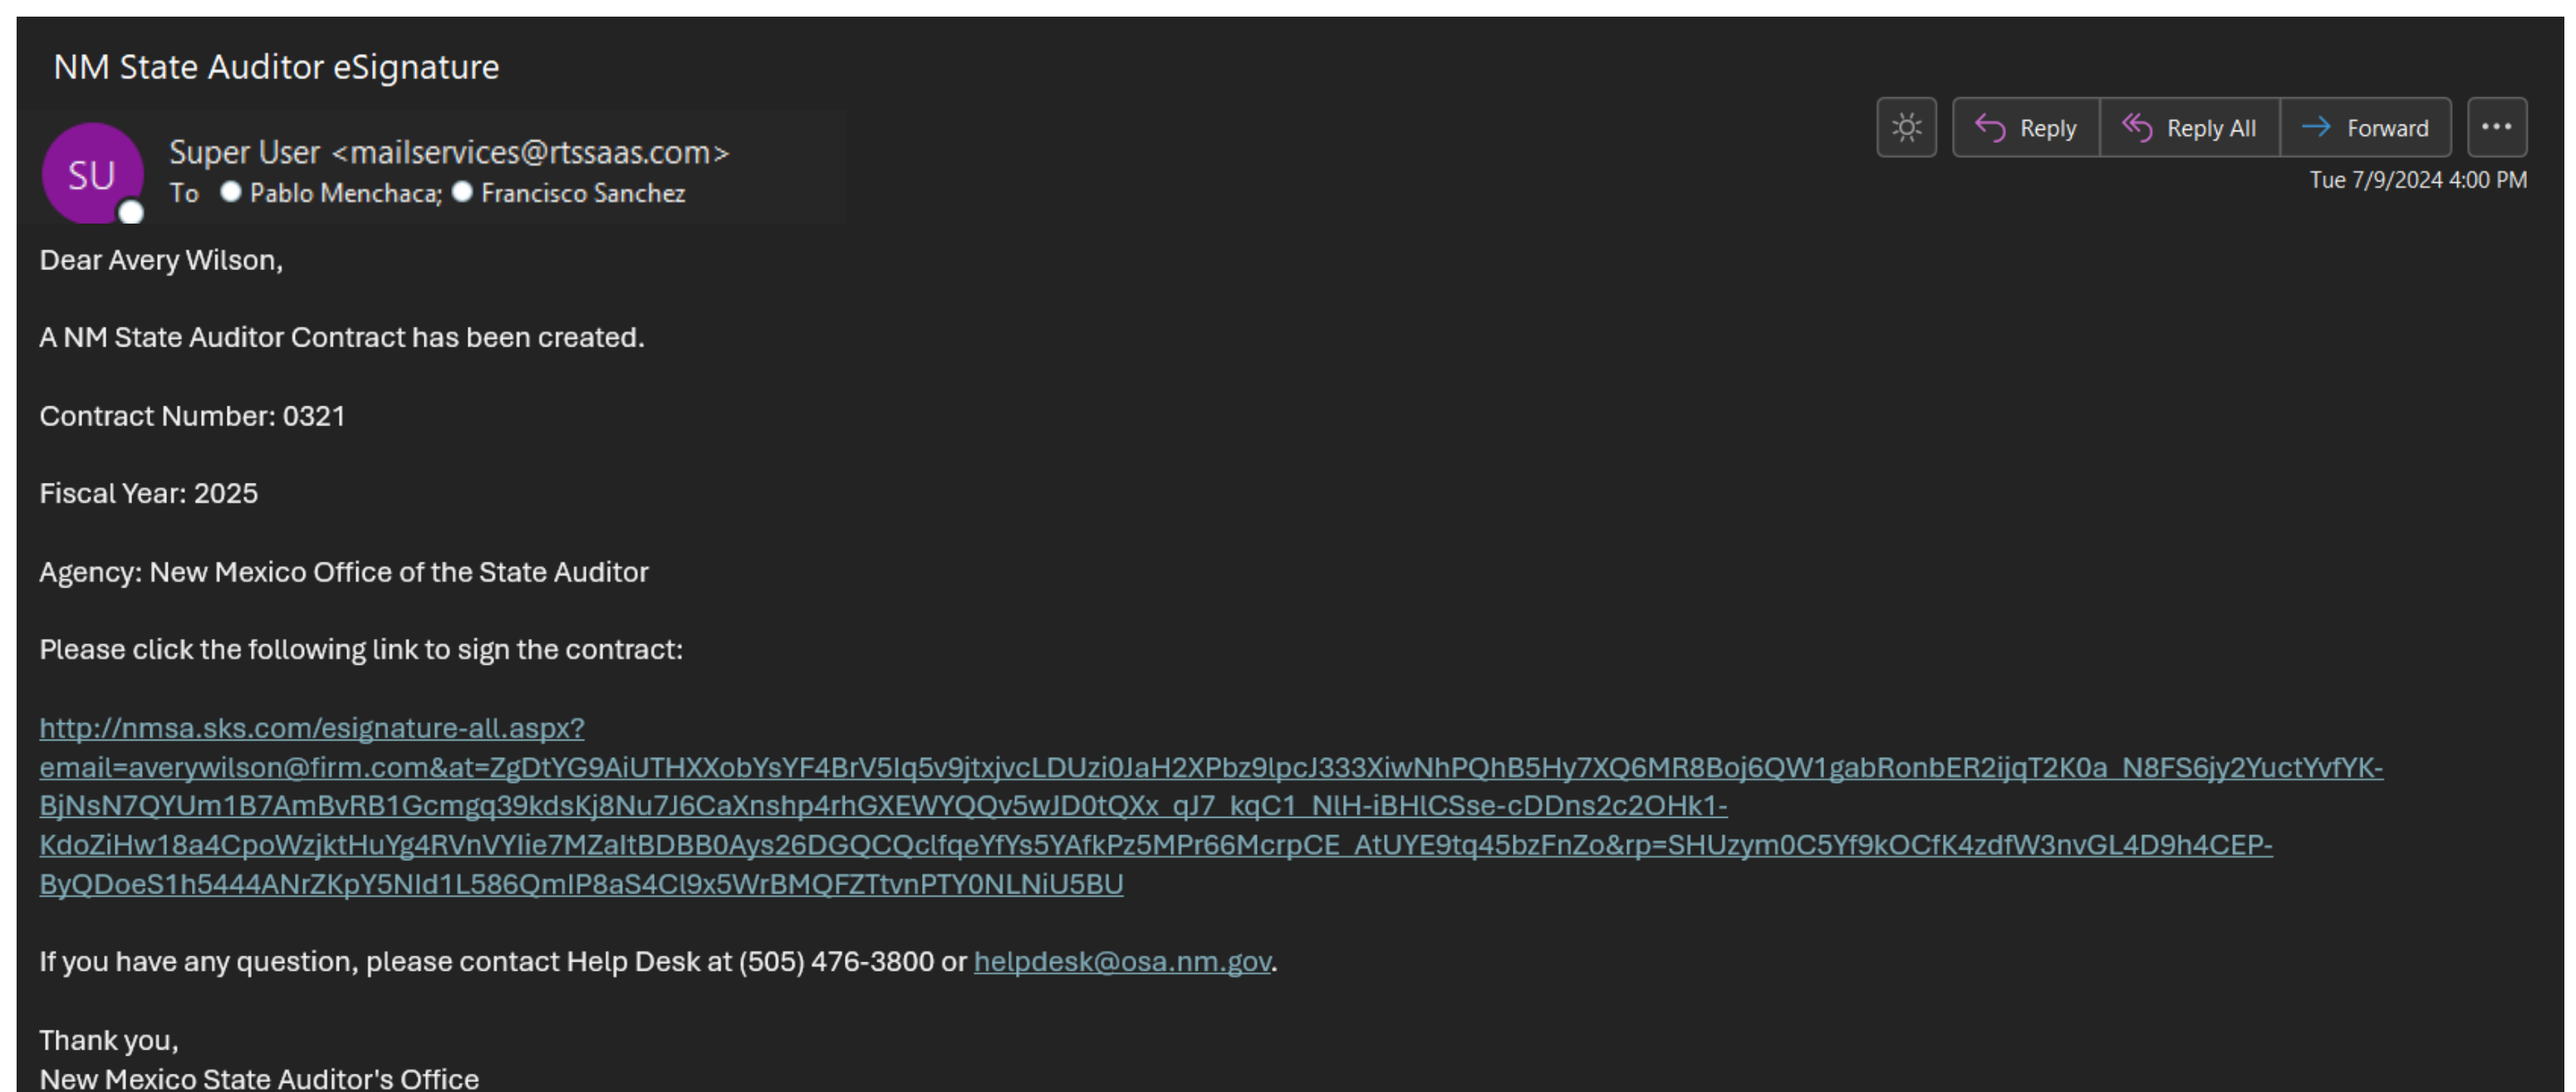 NM State Auditor eSignature
SU
Super User <mailservices@rtssaas.com>
To Pablo Menchaca; Francisco Sanchez
Reply
Reply All
Forward
Tue 7/9/2024 4:00 PM
Dear Avery Wilson,
A NM State Auditor Contract has been created.
Contract Number: 0321
Fiscal Year: 2025
Agency: New Mexico Office of the State Auditor
Please click the following link to sign the contract:
http://nmsa.sks.com/esignature-all.aspx?
email=averywilson@firm.com&at=ZgDtYG9AiUTHXXobYsYF4BrV5Iq5v9jtxjvcLDUzi0JaH2XPbz9lpcJ333XiwNhPQhB5Hy7XQ6MR8Boj6QW1gabRonbER2ijqT2K0a_N8FS6jy2YuctYvfYK-
BjNsN7QYUm1B7AmBvRB1Gcmgq39kdsKj8Nu7J6CaXnshp4rhGXEWYQQv5wJD0tQXx_qJ7_kqC1_NlH-iBHlCSse-cDDns2c2OHk1-
KdoZiHw18a4CpoWzjktHuYg4RVnVYlie7MZaltBDBB0Ays26DGQCQclfqeYfYs5YAfkPz5MPr66McrpCE_AtUYE9tq45bzFnZo&rp=SHUzym0C5Yf9kOCfK4zdfW3nvGL4D9h4CEP-
ByQDoeS1h5444ANrZKpY5NId1L586QmIP8aS4Cl9x5WrBMQFZTtvnPTY0NLNiU5BU
If you have any question, please contact Help Desk at (505) 476-3800 or helpdesk@osa.nm.gov.
Thank you,
New Mexico State Auditor's Office